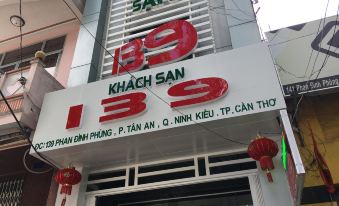 SẠN
139
KHÁCH SẠN
139
ĐC: 139 PHAN ĐÌNH PHÙNG , P. TÂN AN , Q . NINH KIỀU . TP. CẦN THƠ
141 Phan Đình Phùng